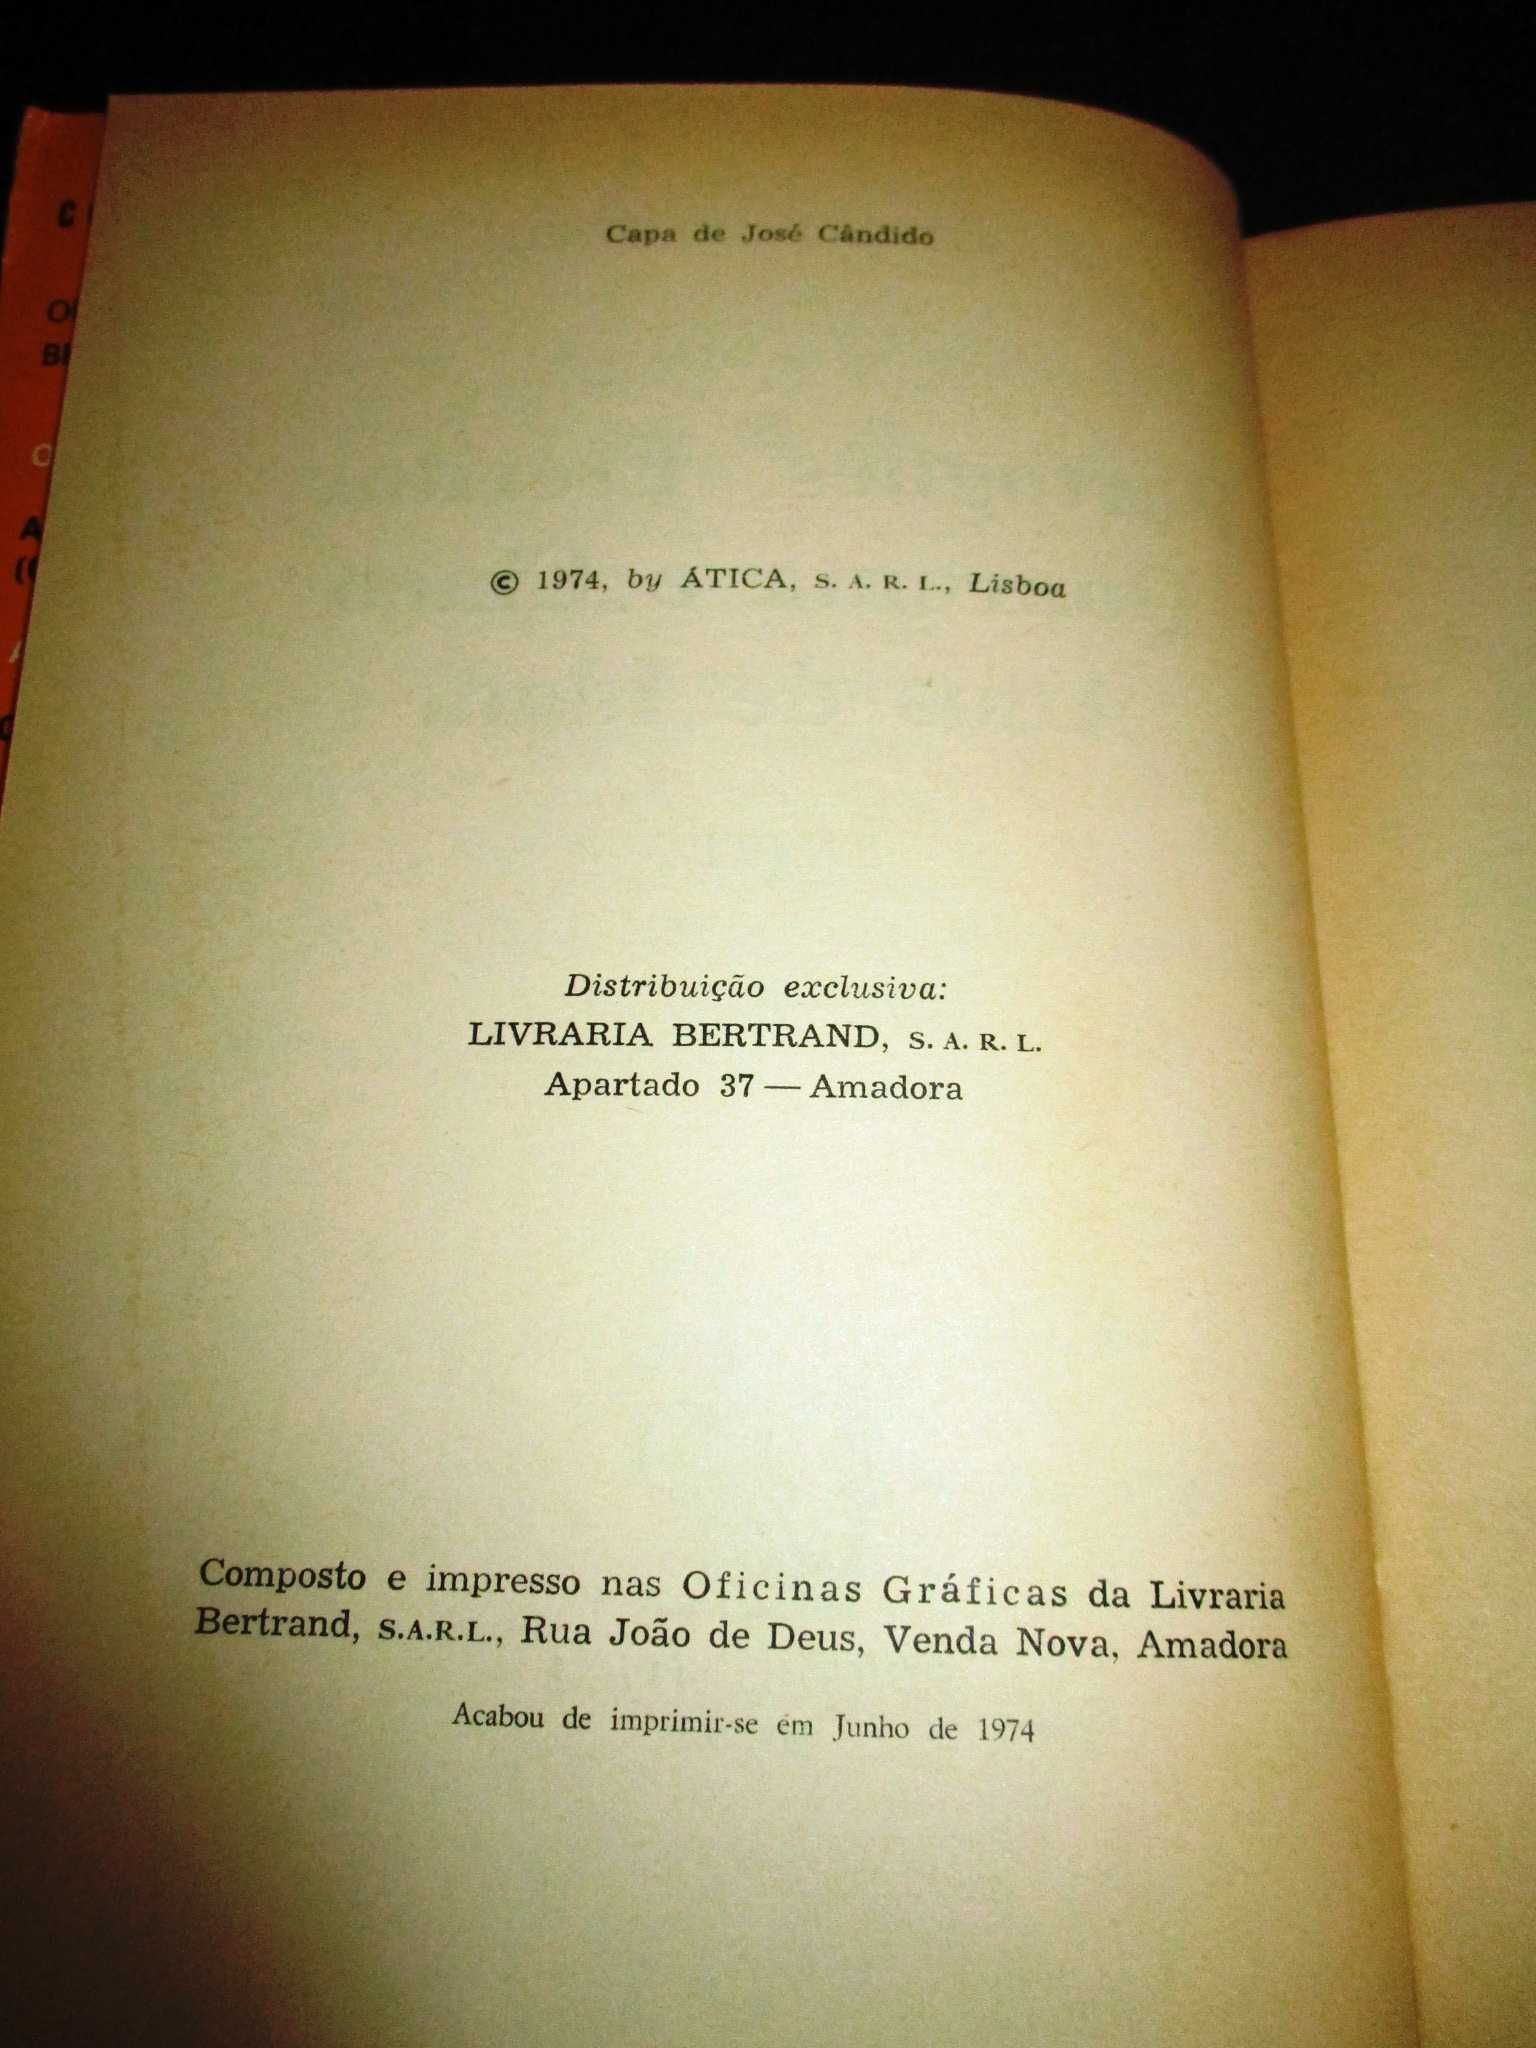 Capa de José Cândido
© 1974, by ÁTICA, S. A. R. L., Lisboa
Distribuição exclusiva:
LIVRARIA BERTRAND, S. A. R. L.
Apartado 37 — Amadora
Composto e impresso nas Oficinas Gráficas da Livraria
Bertrand, S.A.R.L., Rua João de Deus, Venda Nova, Amadora
Acabou de imprimir-se em Junho de 1974